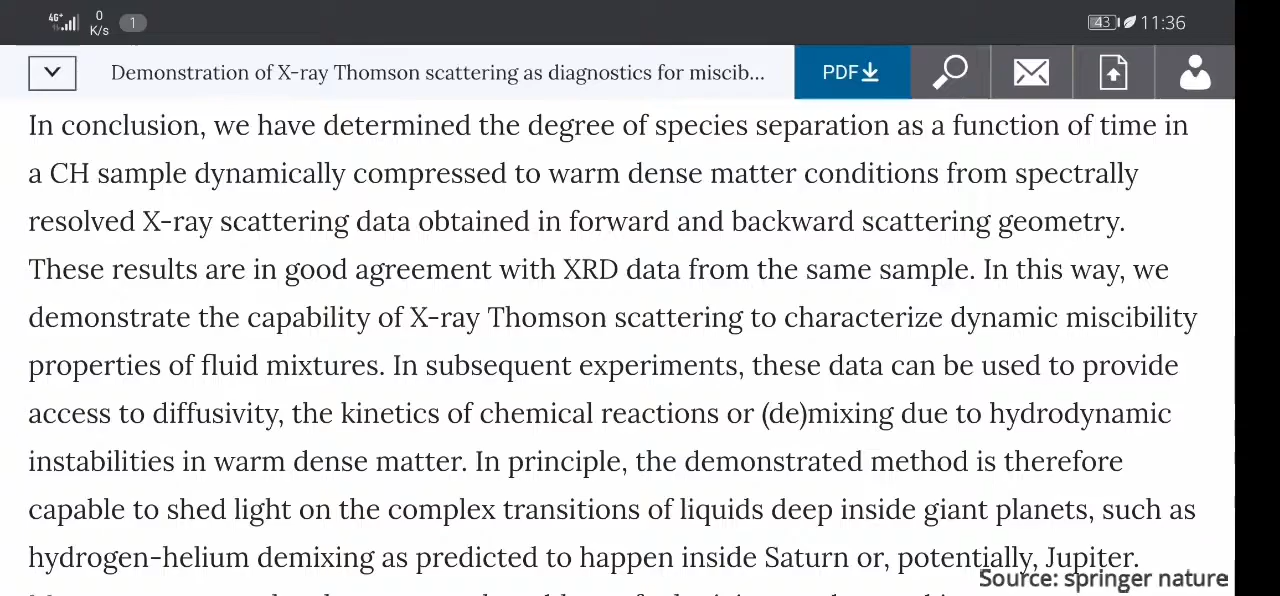 4G+ 0 K/s 1 43 11:36
Demonstration of X-ray Thomson scattering as diagnostics for miscib... PDF
In conclusion, we have determined the degree of species separation as a function of time in
a CH sample dynamically compressed to warm dense matter conditions from spectrally
resolved X-ray scattering data obtained in forward and backward scattering geometry.
These results are in good agreement with XRD data from the same sample. In this way, we
demonstrate the capability of X-ray Thomson scattering to characterize dynamic miscibility
properties of fluid mixtures. In subsequent experiments, these data can be used to provide
access to diffusivity, the kinetics of chemical reactions or (de)mixing due to hydrodynamic
instabilities in warm dense matter. In principle, the demonstrated method is therefore
capable to shed light on the complex transitions of liquids deep inside giant planets, such as
hydrogen-helium demixing as predicted to happen inside Saturn or, potentially, Jupiter.
Source: springer nature